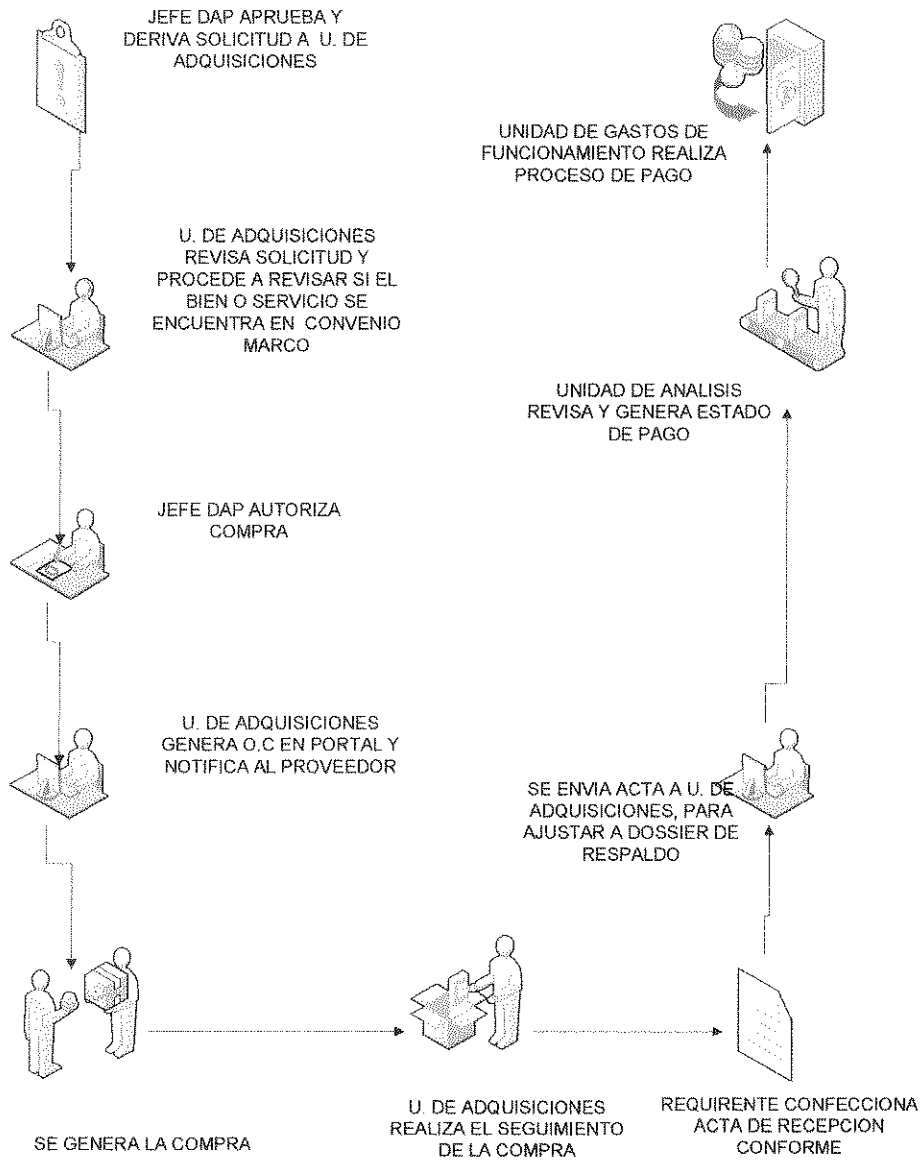 JEFE DAP APRUEBA Y
DERIVA SOLICITUD A U. DE
ADQUISICIONES
U. DE ADQUISICIONES
REVISA SOLICITUD Y
PROCEDE A REVISAR SI EL
BIEN O SERVICIO SE
ENCUENTRA EN CONVENIO
MARCO
JEFE DAP AUTORIZA
COMPRA
U. DE ADQUISICIONES
GENERA O.C EN PORTAL Y
NOTIFICA AL PROVEEDOR
SE GENERA LA COMPRA
U. DE ADQUISICIONES
REALIZA EL SEGUIMIENTO
DE LA COMPRA
REQUIRENTE CONFECCIONA
ACTA DE RECEPCION
CONFORME
SE ENVIA ACTA A U. DE
ADQUISICIONES, PARA
AJUSTAR A DOSSIER DE
RESPALDO
UNIDAD DE ANALISIS
REVISA Y GENERA ESTADO
DE PAGO
UNIDAD DE GASTOS DE
FUNCIONAMIENTO REALIZA
PROCESO DE PAGO